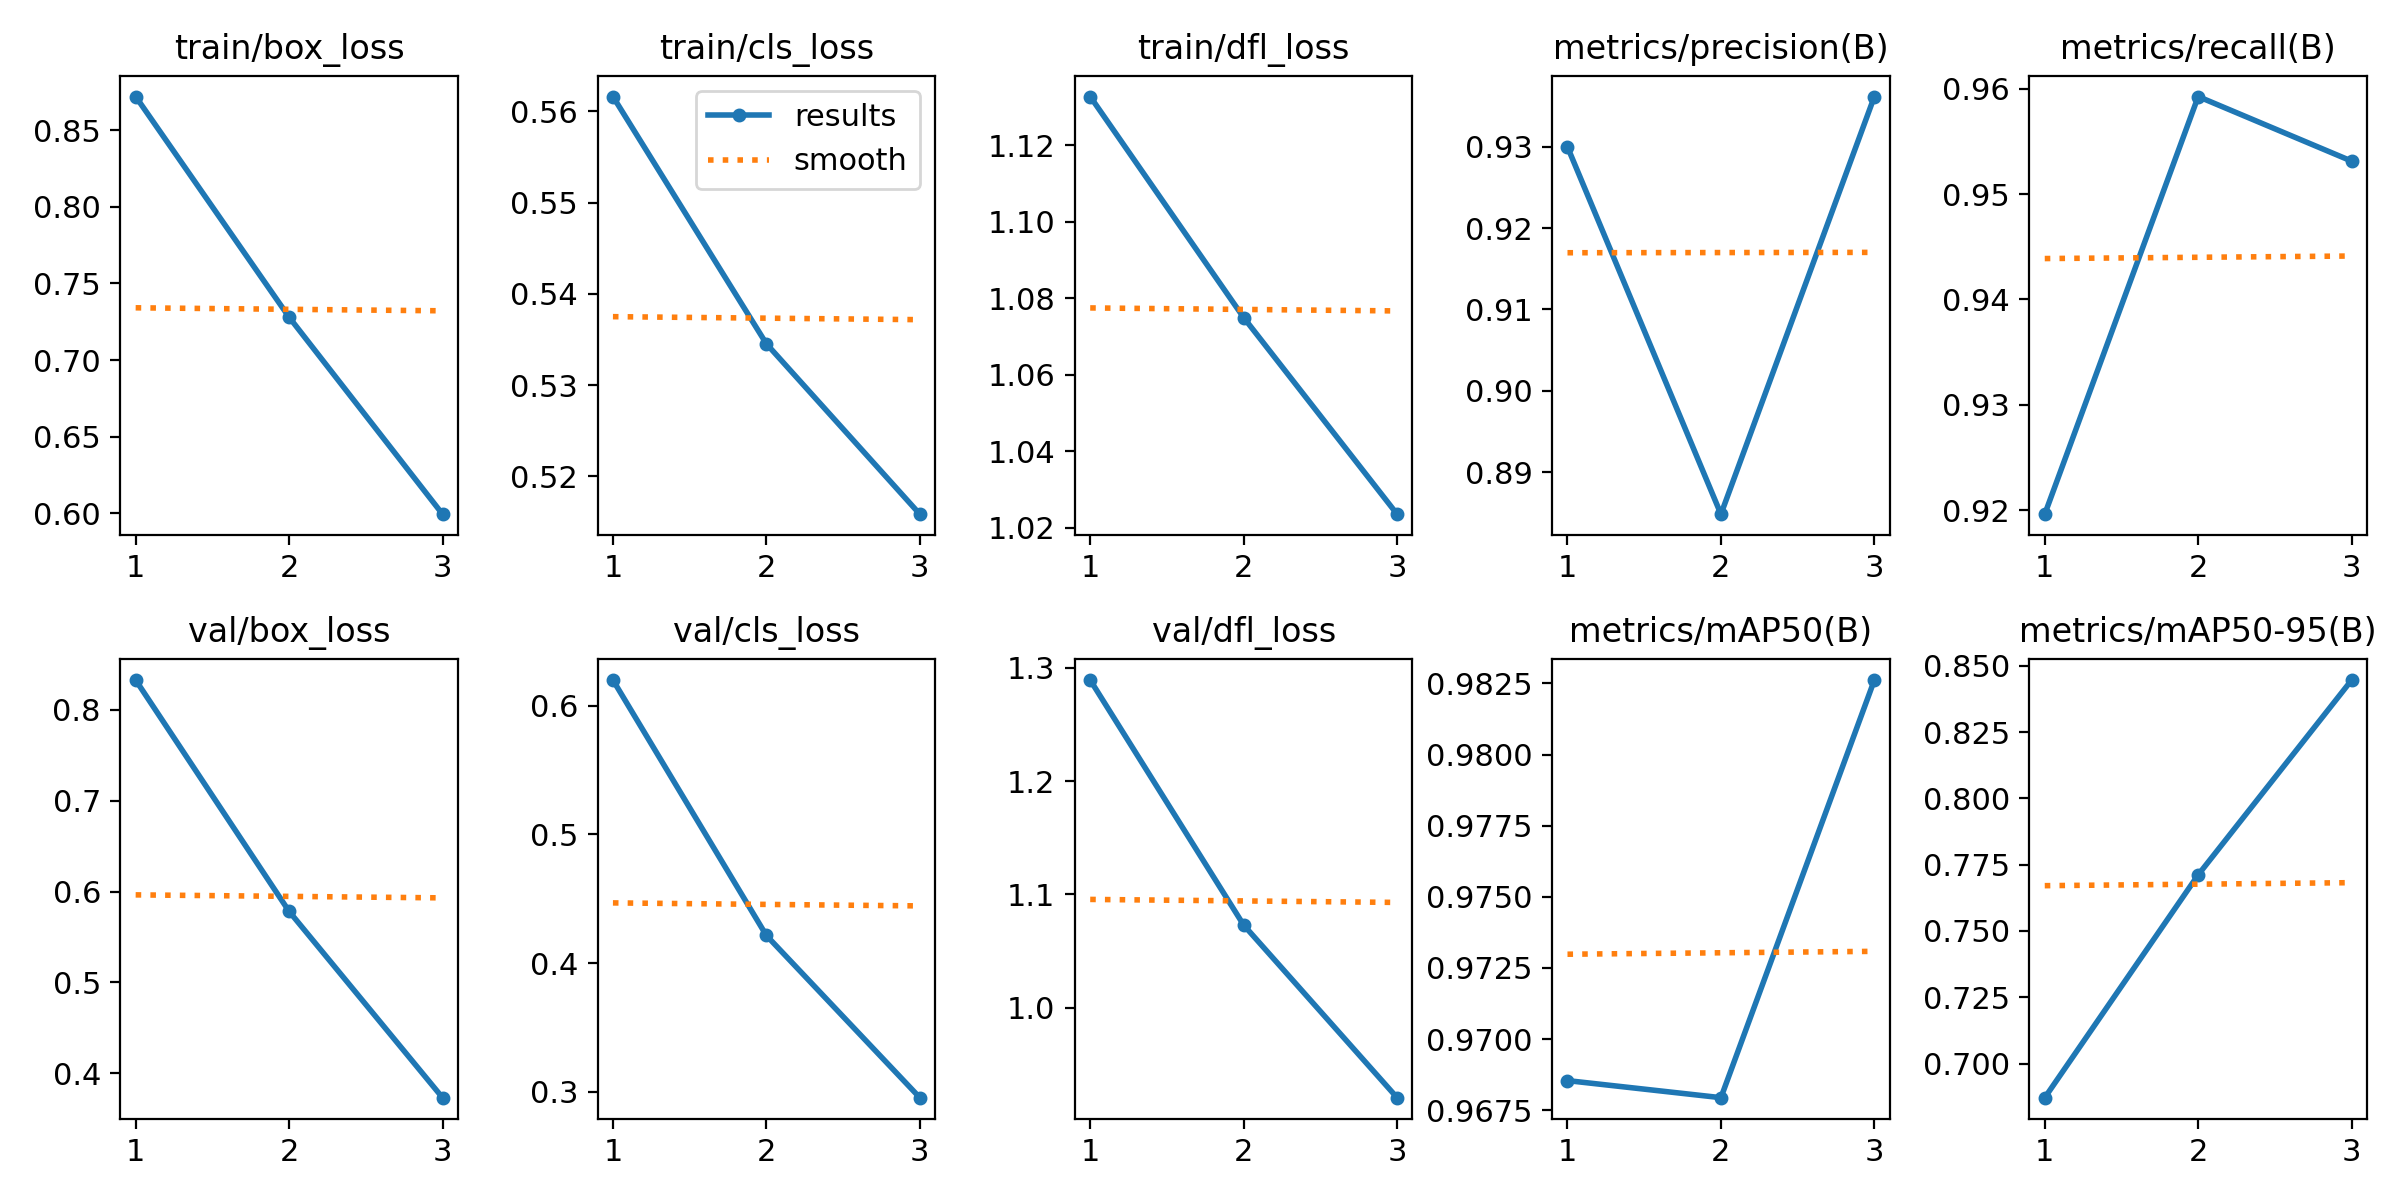 train/box_loss
0.85
0.80
0.75
0.70
0.65
0.60
1 2 3
train/cls_loss
results
smooth
0.56
0.55
0.54
0.53
0.52
1 2 3
train/dfl_loss
1.12
1.10
1.08
1.06
1.04
1.02
1 2 3
metrics/precision(B)
0.93
0.92
0.91
0.90
0.89
1 2 3
metrics/recall(B)
0.96
0.95
0.94
0.93
0.92
1 2 3
val/box_loss
0.8
0.7
0.6
0.5
0.4
1 2 3
val/cls_loss
0.6
0.5
0.4
0.3
1 2 3
val/dfl_loss
1.3
1.2
1.1
1.0
1 2 3
metrics/mAP50(B)
0.9825
0.9800
0.9775
0.9750
0.9725
0.9700
0.9675
1 2 3
metrics/mAP50-95(B)
0.850
0.825
0.800
0.775
0.750
0.725
0.700
1 2 3